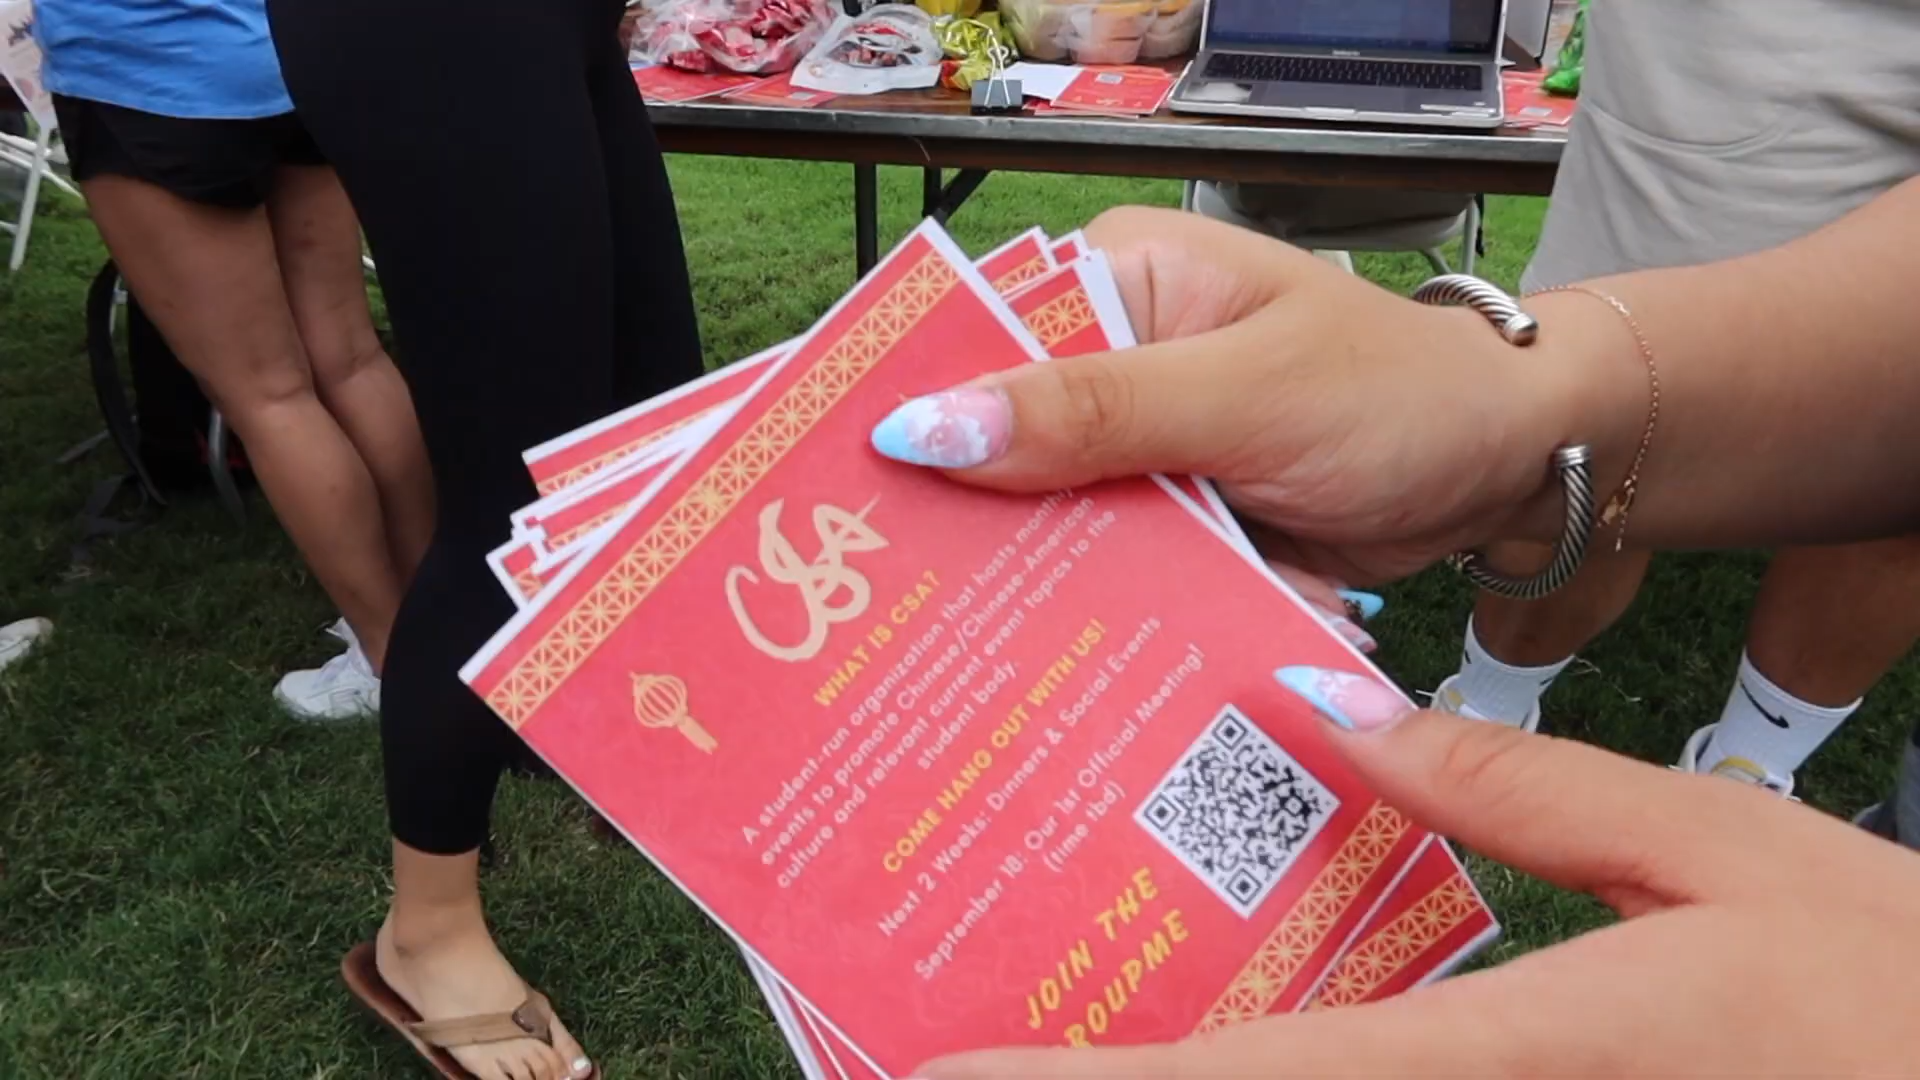 CSA
WHAT IS CSA?
A student-run organization that hosts monthly
events to promote Chinese/Chinese-American
culture and relevant current event topics to the
student body.
COME HANG OUT WITH US!
Next 2 Weeks: Dinners & Social Events
September 18: Our 1st Official Meeting!
(time tbd)
JOIN THE
ROUPME